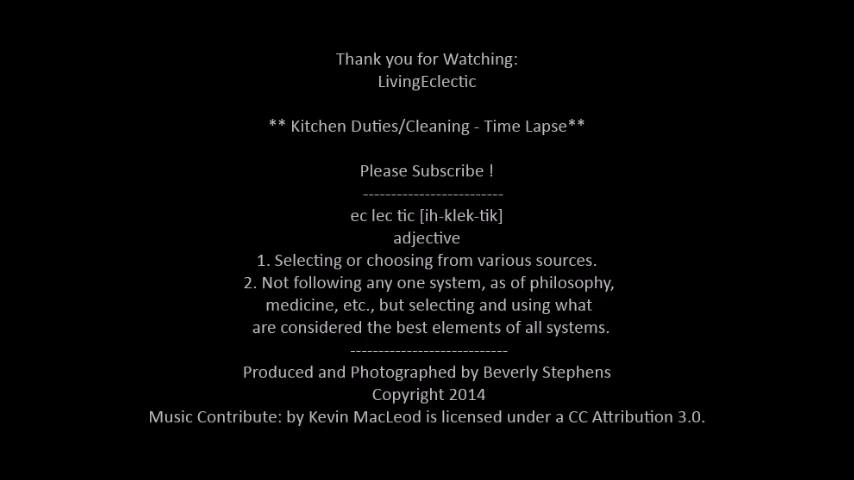 Thank you for Watching:
LivingEclectic
** Kitchen Duties/Cleaning - Time Lapse**
Please Subscribe !
-------------------------
ec lec tic [ih-klek-tik]
adjective
1. Selecting or choosing from various sources.
2. Not following any one system, as of philosophy,
medicine, etc., but selecting and using what
are considered the best elements of all systems.
----------------------------
Produced and Photographed by Beverly Stephens
Copyright 2014
Music Contribute: by Kevin MacLeod is licensed under a CC Attribution 3.0.